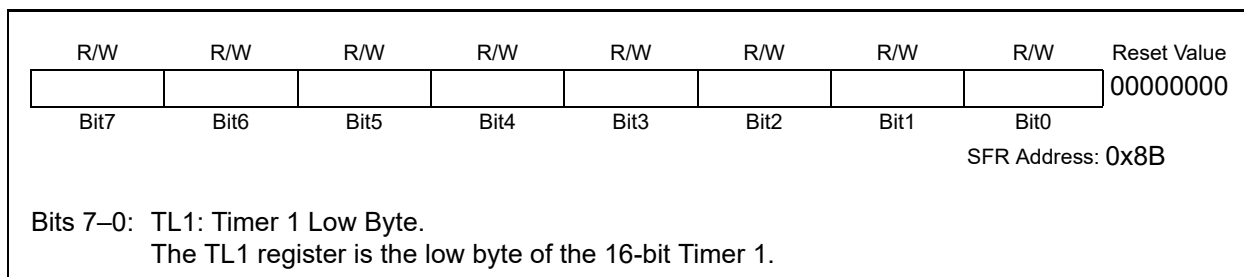 R/W R/W R/W R/W R/W R/W R/W R/W Reset Value
00000000
Bit7 Bit6 Bit5 Bit4 Bit3 Bit2 Bit1 Bit0
SFR Address: 0x8B
Bits 7–0: TL1: Timer 1 Low Byte.
The TL1 register is the low byte of the 16-bit Timer 1.